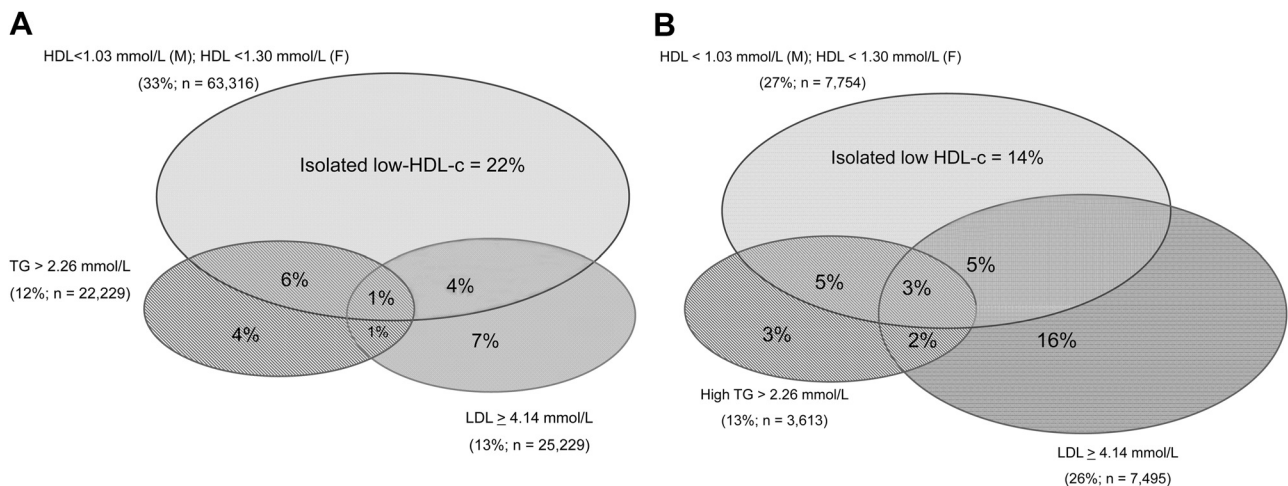 A
HDL<1.03 mmol/L (M); HDL <1.30 mmol/L (F)
(33%; n = 63,316)
Isolated low-HDL-c = 22%
TG > 2.26 mmol/L
(12%; n = 22,229)
6%
1%
4%
4%
1%
7%
LDL ≥ 4.14 mmol/L
(13%; n = 25,229)
B
HDL < 1.03 mmol/L (M); HDL < 1.30 mmol/L (F)
(27%; n = 7,754)
Isolated low HDL-c = 14%
5%
3%
5%
3%
2%
16%
High TG > 2.26 mmol/L
(13%; n = 3,613)
LDL ≥ 4.14 mmol/L
(26%; n = 7,495)